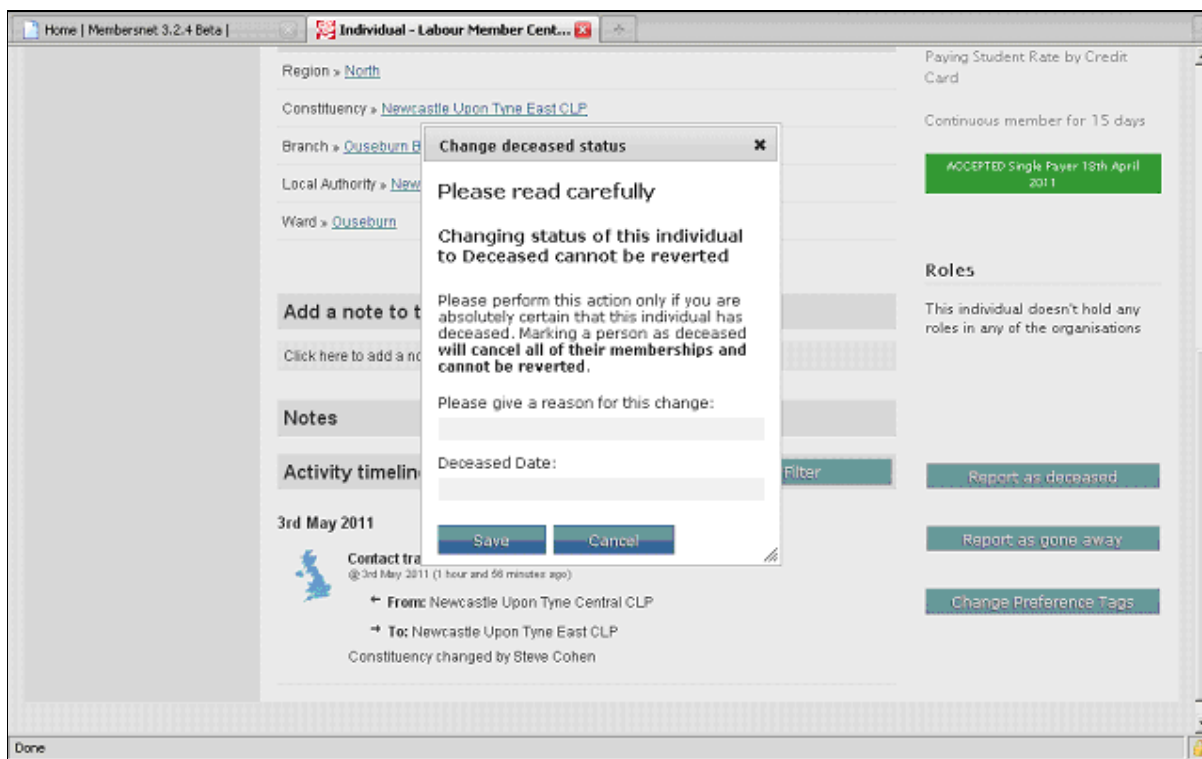 Home | Membersnet 3.2.4 Beta |
Individual - Labour Member Cent...
Region » North
Constituency » Newcastle Upon Tyne East CLP
Branch » Ouseburn B
Local Authority » New
Ward » Ouseburn
Add a note to t
Click here to add a no
Notes
Activity timelin
Filter
3rd May 2011
Contact tra
@ 3rd May 2011 (1 hour and 56 minutes ago)
← From: Newcastle Upon Tyne Central CLP
→ To: Newcastle Upon Tyne East CLP
Constituency changed by Steve Cohen
Change deceased status
Please read carefully
Changing status of this individual
to Deceased cannot be reverted
Please perform this action only if you are
absolutely certain that this individual has
deceased. Marking a person as deceased
will cancel all of their memberships and
cannot be reverted.
Please give a reason for this change:
Deceased Date:
Save
Cancel
Paying Student Rate by Credit
Card
Continuous member for 15 days
ACCEPTED Single Payer 18th April
2011
Roles
This individual doesn't hold any
roles in any of the organisations
Report as deceased
Report as gone away
Change Preference Tags
Done